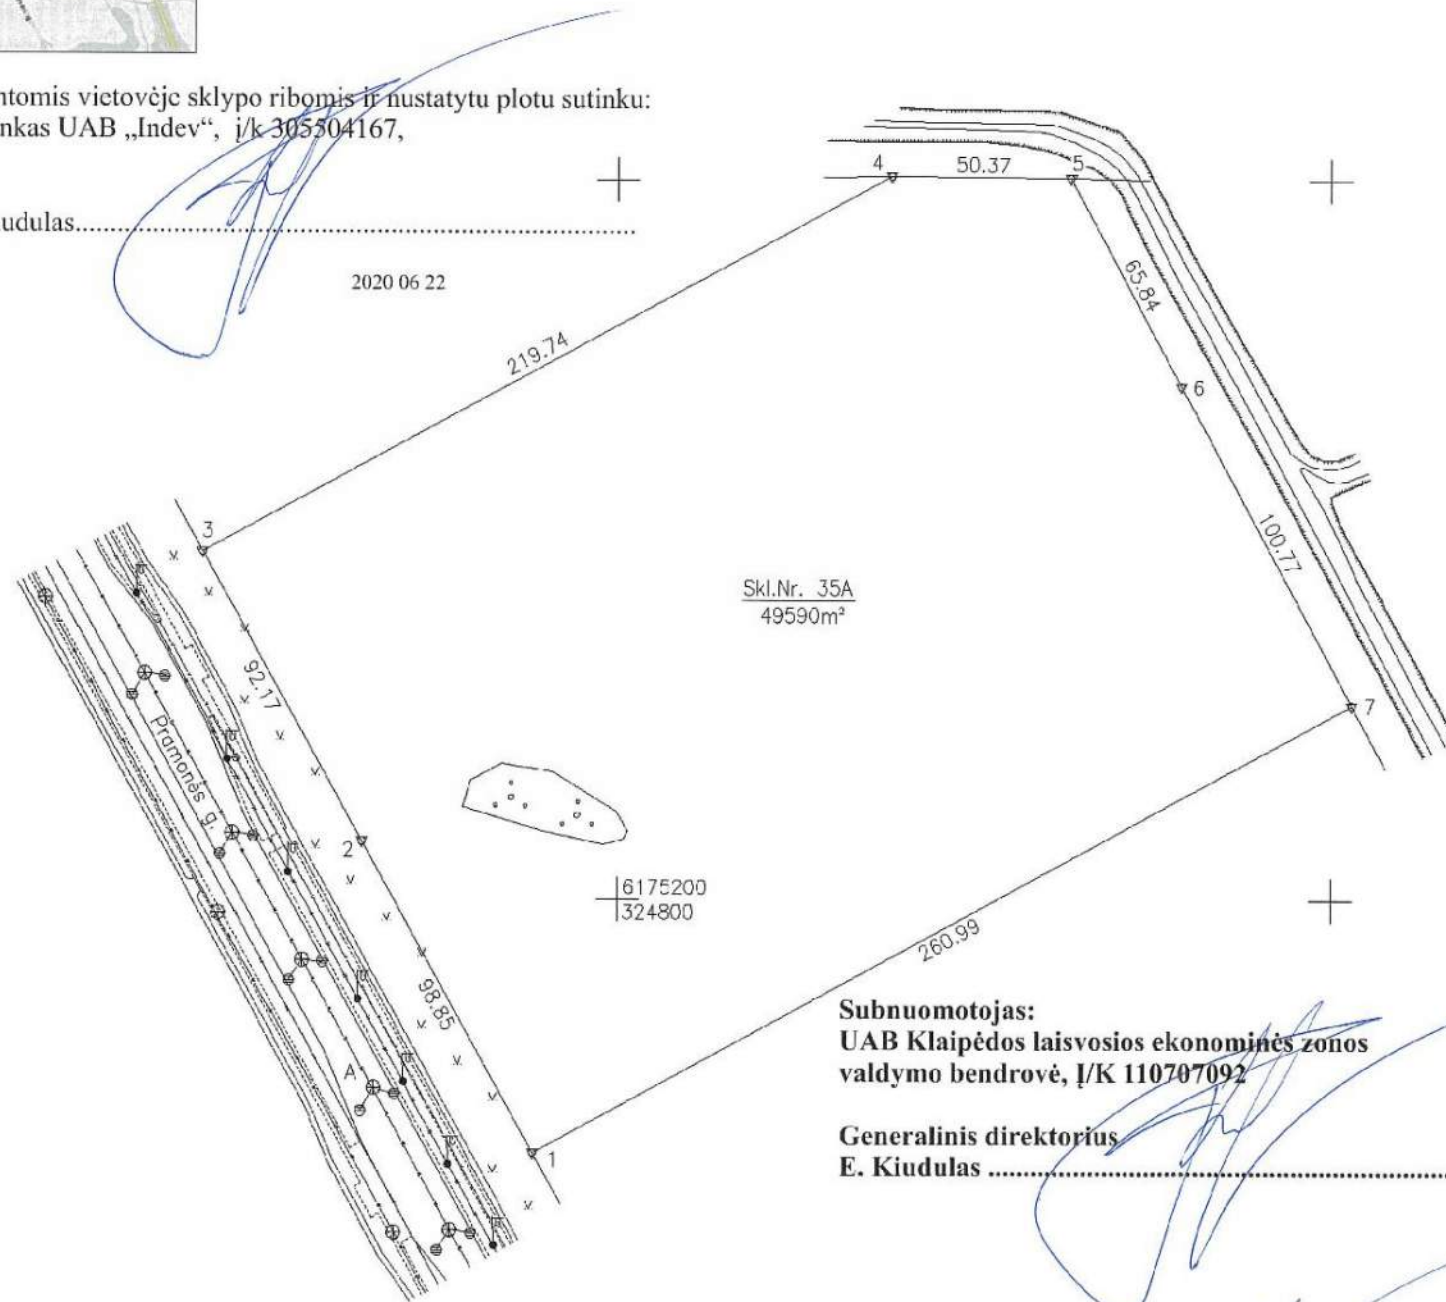 ntomis vietovėje sklypo ribomis ir nustatytu plotu sutinku:
nkas UAB „Indev“, į/k 305504167,
udulas
2020 06 22
4
50.37
5
65.84
219.74
6
3
100.77
Skl.Nr. 35A
49590m²
92.17
7
Pramonės g.
2
6175200
324800
260.99
98.85
A
1
Subnuomotojas:
UAB Klaipėdos laisvosios ekonominės zonos
valdymo bendrovė, Į/K 110707092
Generalinis direktorius
E. Kiudulas